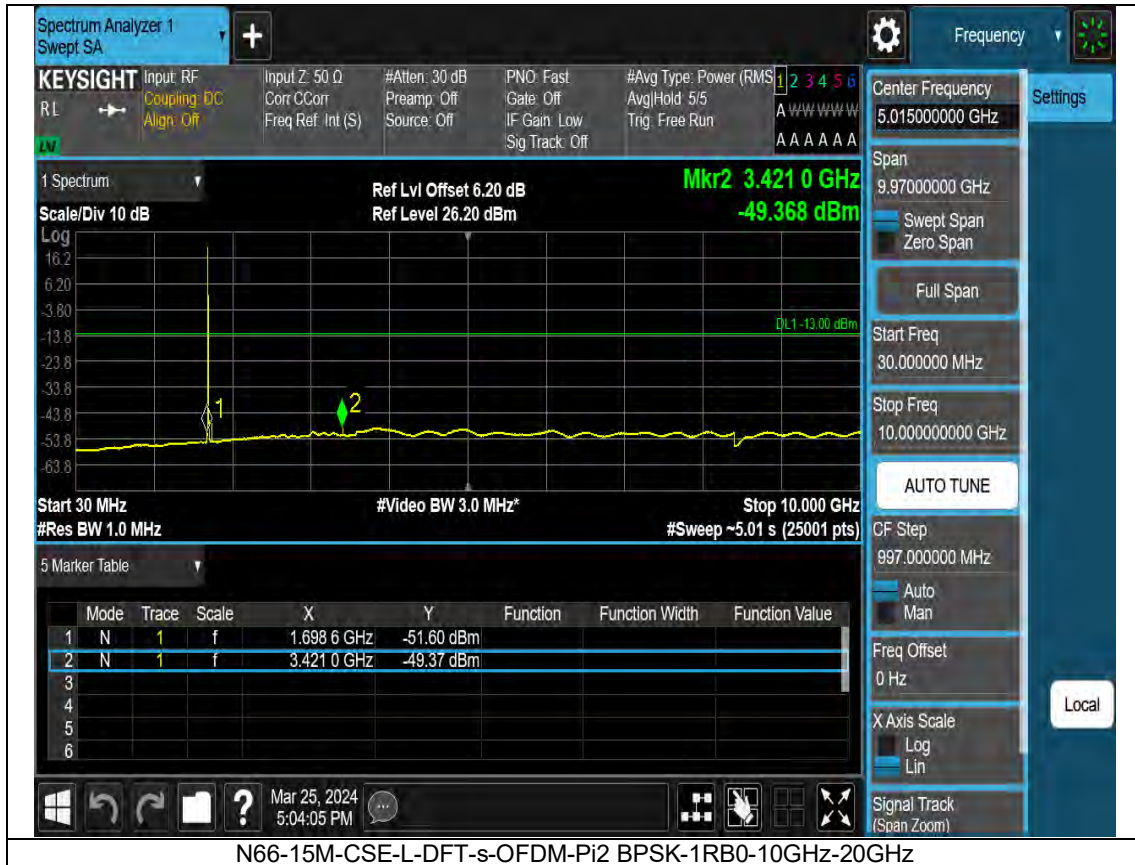 Spectrum Analyzer 1
Swept SA
+
Frequency
KEYSIGHT
RL
Input: RF
Coupling: DC
Align: Off
Input Z: 50 Ω
Corr CCorr
Freq Ref: Int (S)
#Atten: 30 dB
Preamp: Off
Source: Off
PNO: Fast
Gate: Off
IF Gain: Low
Sig Track: Off
#Avg Type: Power (RMS
Avg|Hold: 5/5
Trig: Free Run
1 2 3 4 5 6
A W W W W W
A A A A A A
1 Spectrum
Scale/Div 10 dB
Ref Lvl Offset 6.20 dB
Ref Level 26.20 dBm
Mkr2 3.421 0 GHz
-49.368 dBm
Log
16.2
6.20
-3.80
-13.8
-23.8
-33.8
-43.8
-53.8
-63.8
DL1 -13.00 dBm
1
2
Start 30 MHz
#Video BW 3.0 MHz*
Stop 10.000 GHz
#Res BW 1.0 MHz
#Sweep ~5.01 s (25001 pts)
5 Marker Table
Mode Trace Scale X Y Function Function Width Function Value
1 N 1 f 1.698 6 GHz -51.60 dBm
2 N 1 f 3.421 0 GHz -49.37 dBm
3
4
5
6
Center Frequency
5.015000000 GHz
Settings
Span
9.97000000 GHz
Swept Span
Zero Span
Full Span
Start Freq
30.000000 MHz
Stop Freq
10.000000000 GHz
AUTO TUNE
CF Step
997.000000 MHz
Auto
Man
Freq Offset
0 Hz
X Axis Scale
Log
Lin
Local
Signal Track
(Span Zoom)
?
Mar 25, 2024
5:04:05 PM
N66-15M-CSE-L-DFT-s-OFDM-Pi2 BPSK-1RB0-10GHz-20GHz